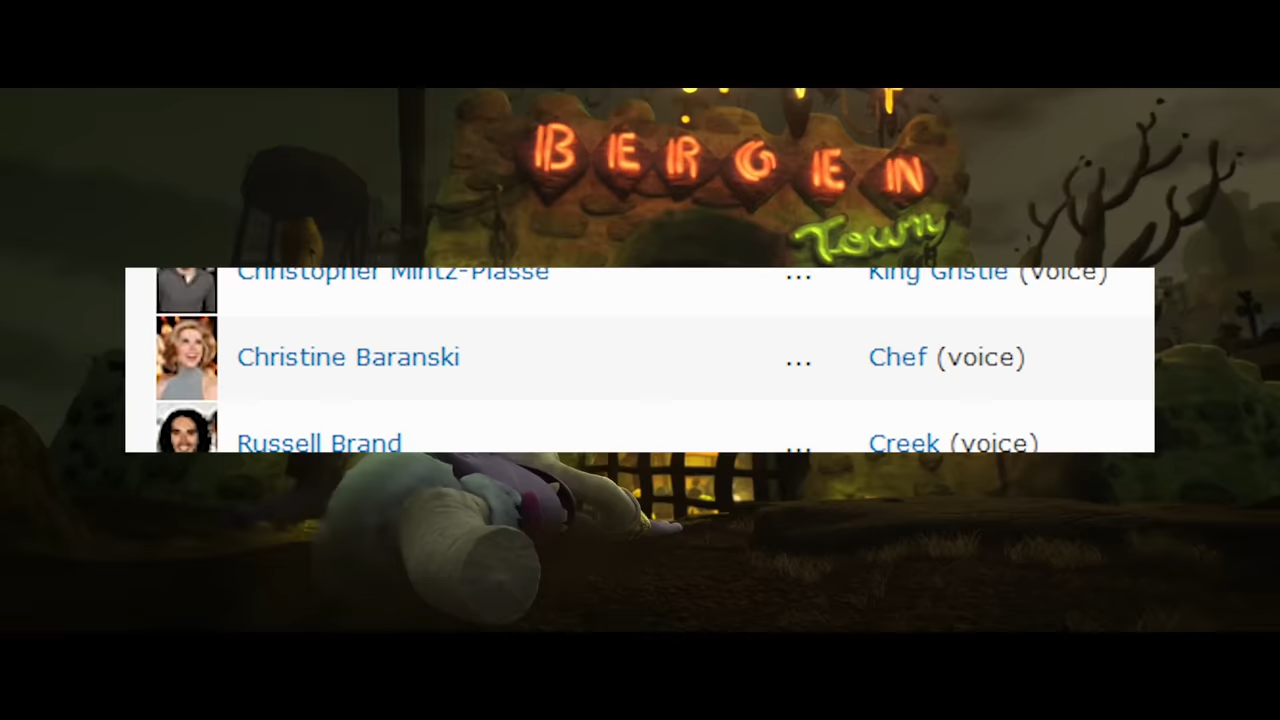 BERGEN
Town
Christopher Mintz-Plasse ... King Gristle (voice)
Christine Baranski ... Chef (voice)
Russell Brand ... Creek (voice)